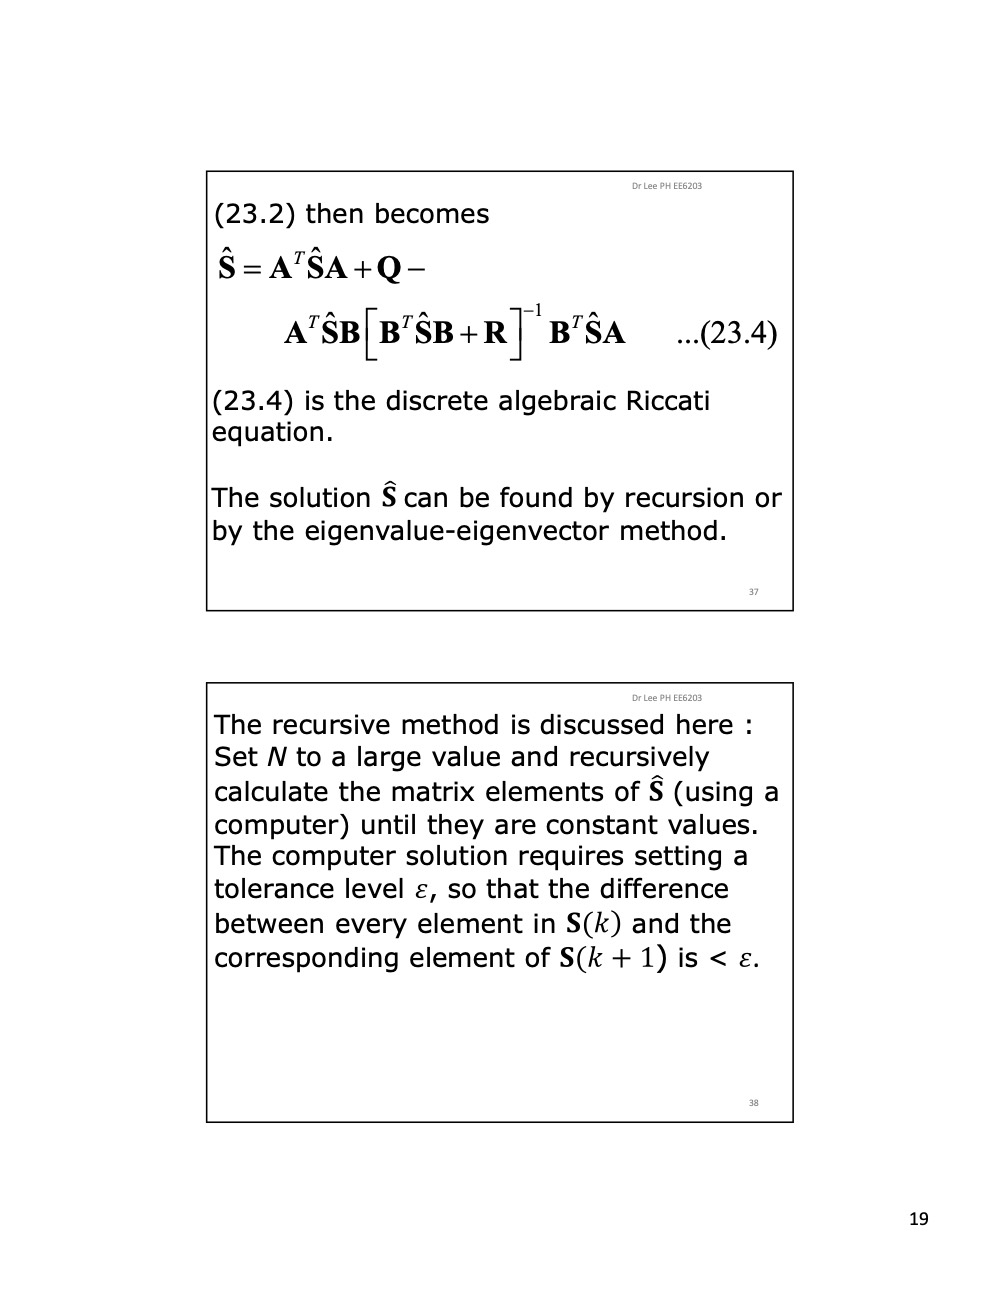 Dr Lee PH EE6203
(23.2) then becomes
Ŝ = AᵀŜA + Q −
AᵀŜB[BᵀŜB + R]⁻¹ BᵀŜA ...(23.4)
(23.4) is the discrete algebraic Riccati
equation.
The solution Ŝ can be found by recursion or
by the eigenvalue-eigenvector method.
37
Dr Lee PH EE6203
The recursive method is discussed here :
Set N to a large value and recursively
calculate the matrix elements of Ŝ (using a
computer) until they are constant values.
The computer solution requires setting a
tolerance level ε, so that the difference
between every element in S(k) and the
corresponding element of S(k + 1) is < ε.
38
19